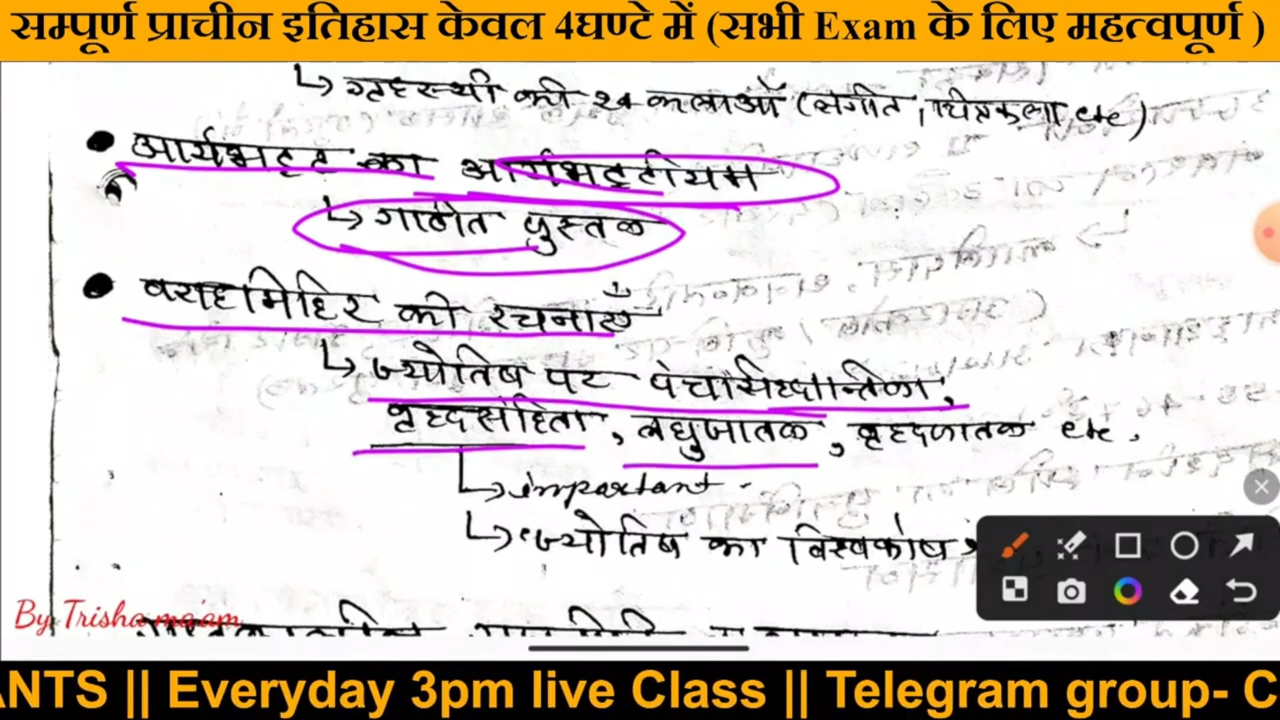 सम्पूर्ण प्राचीन इतिहास केवल 4घण्टे में (सभी Exam के लिए महत्वपूर्ण )
↳ गृहस्थी की २४ कलाओं (संगीत, चित्रकला etc)
• आर्यभट्ट का आर्यभट्टीयम
↳ गणित पुस्तक
• वराहमिहिर की रचनाएँ
↳ ज्योतिष पर पंचासिद्धान्तिका,
बृहदसंहिता, लघुजातक, बृहदजातक etc.
↳ important
↳ 'ज्योतिष का विश्वकोष'
By Trisha ma'am
ANTS || Everyday 3pm live Class || Telegram group- C